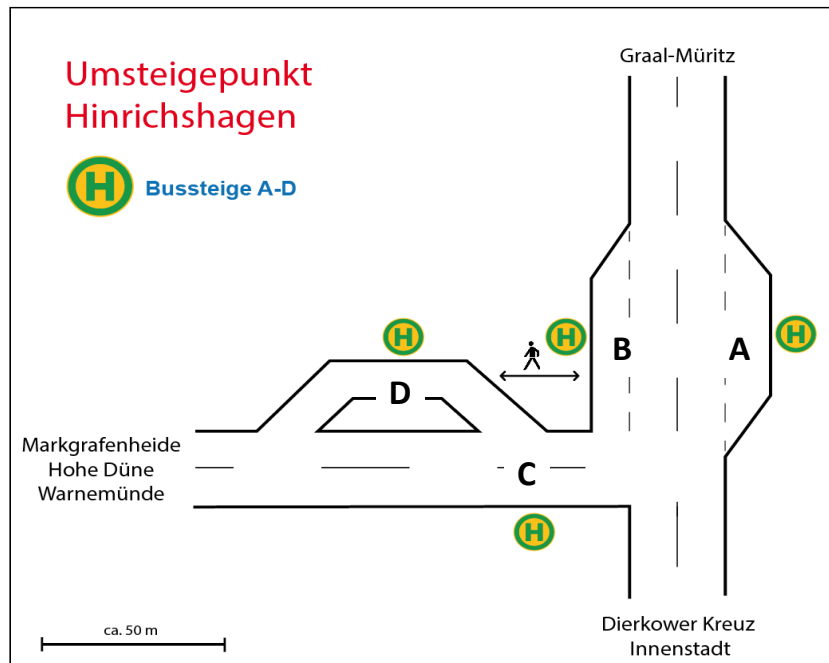 Umsteigepunkt
Hinrichshagen
H
Bussteige A-D
Graal-Müritz
H
H
B
A
H
D
Markgrafenheide
Hohe Düne
Warnemünde
C
H
ca. 50 m
Dierkower Kreuz
Innenstadt